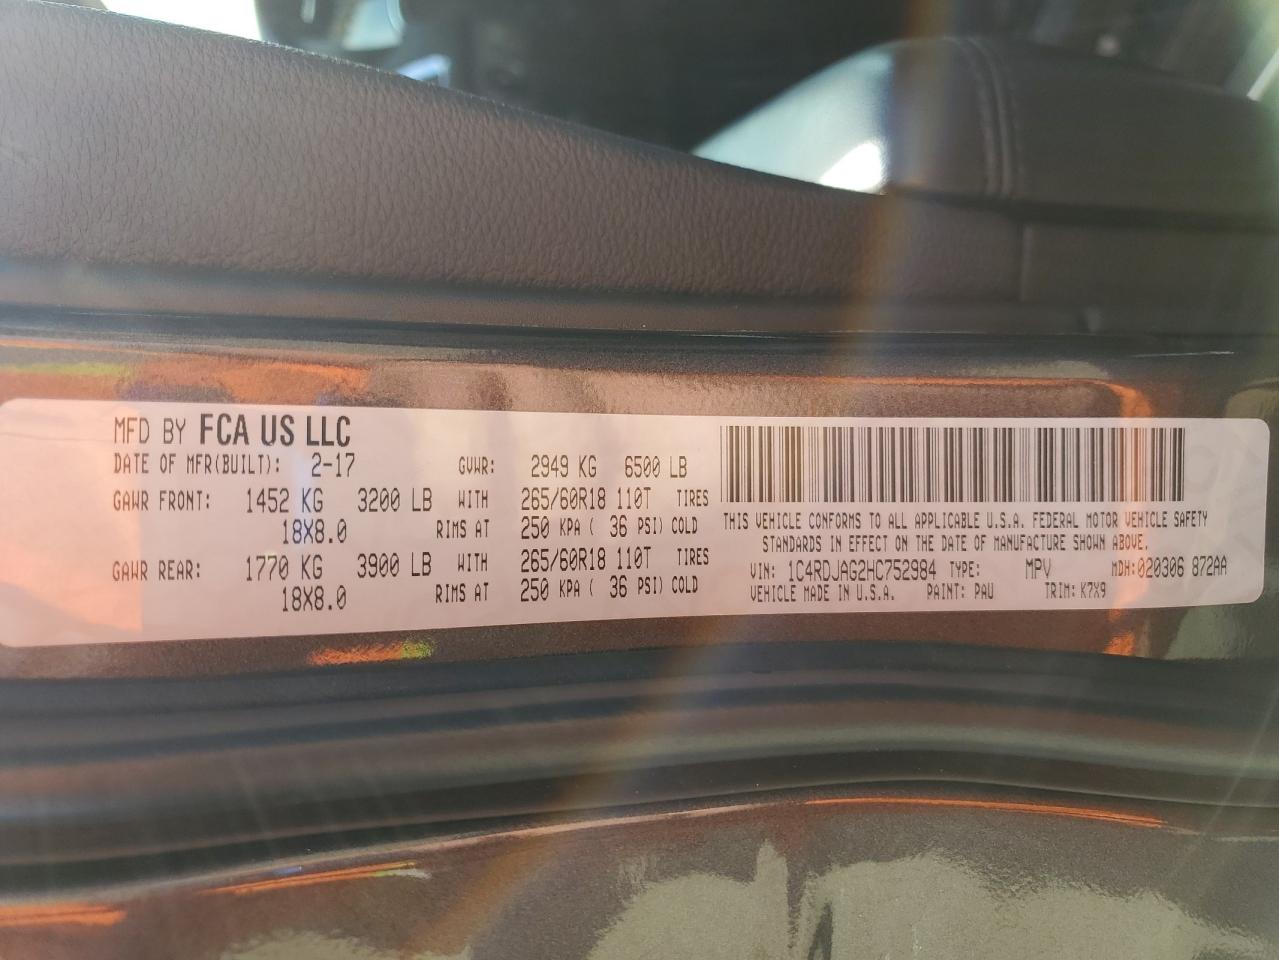 MFD BY FCA US LLC
DATE OF MFR(BUILT): 2-17 GVWR: 2949 KG 6500 LB
GAWR FRONT: 1452 KG 3200 LB WITH 265/60R18 110T TIRES
18X8.0 RIMS AT 250 KPA ( 36 PSI) COLD
GAWR REAR: 1770 KG 3900 LB WITH 265/60R18 110T TIRES
18X8.0 RIMS AT 250 KPA ( 36 PSI) COLD
THIS VEHICLE CONFORMS TO ALL APPLICABLE U.S.A. FEDERAL MOTOR VEHICLE SAFETY
STANDARDS IN EFFECT ON THE DATE OF MANUFACTURE SHOWN ABOVE.
VIN: 1C4RDJAG2HC752984 TYPE: MPV MDH:020306 872AA
VEHICLE MADE IN U.S.A. PAINT: PAU TRIM: K7X9